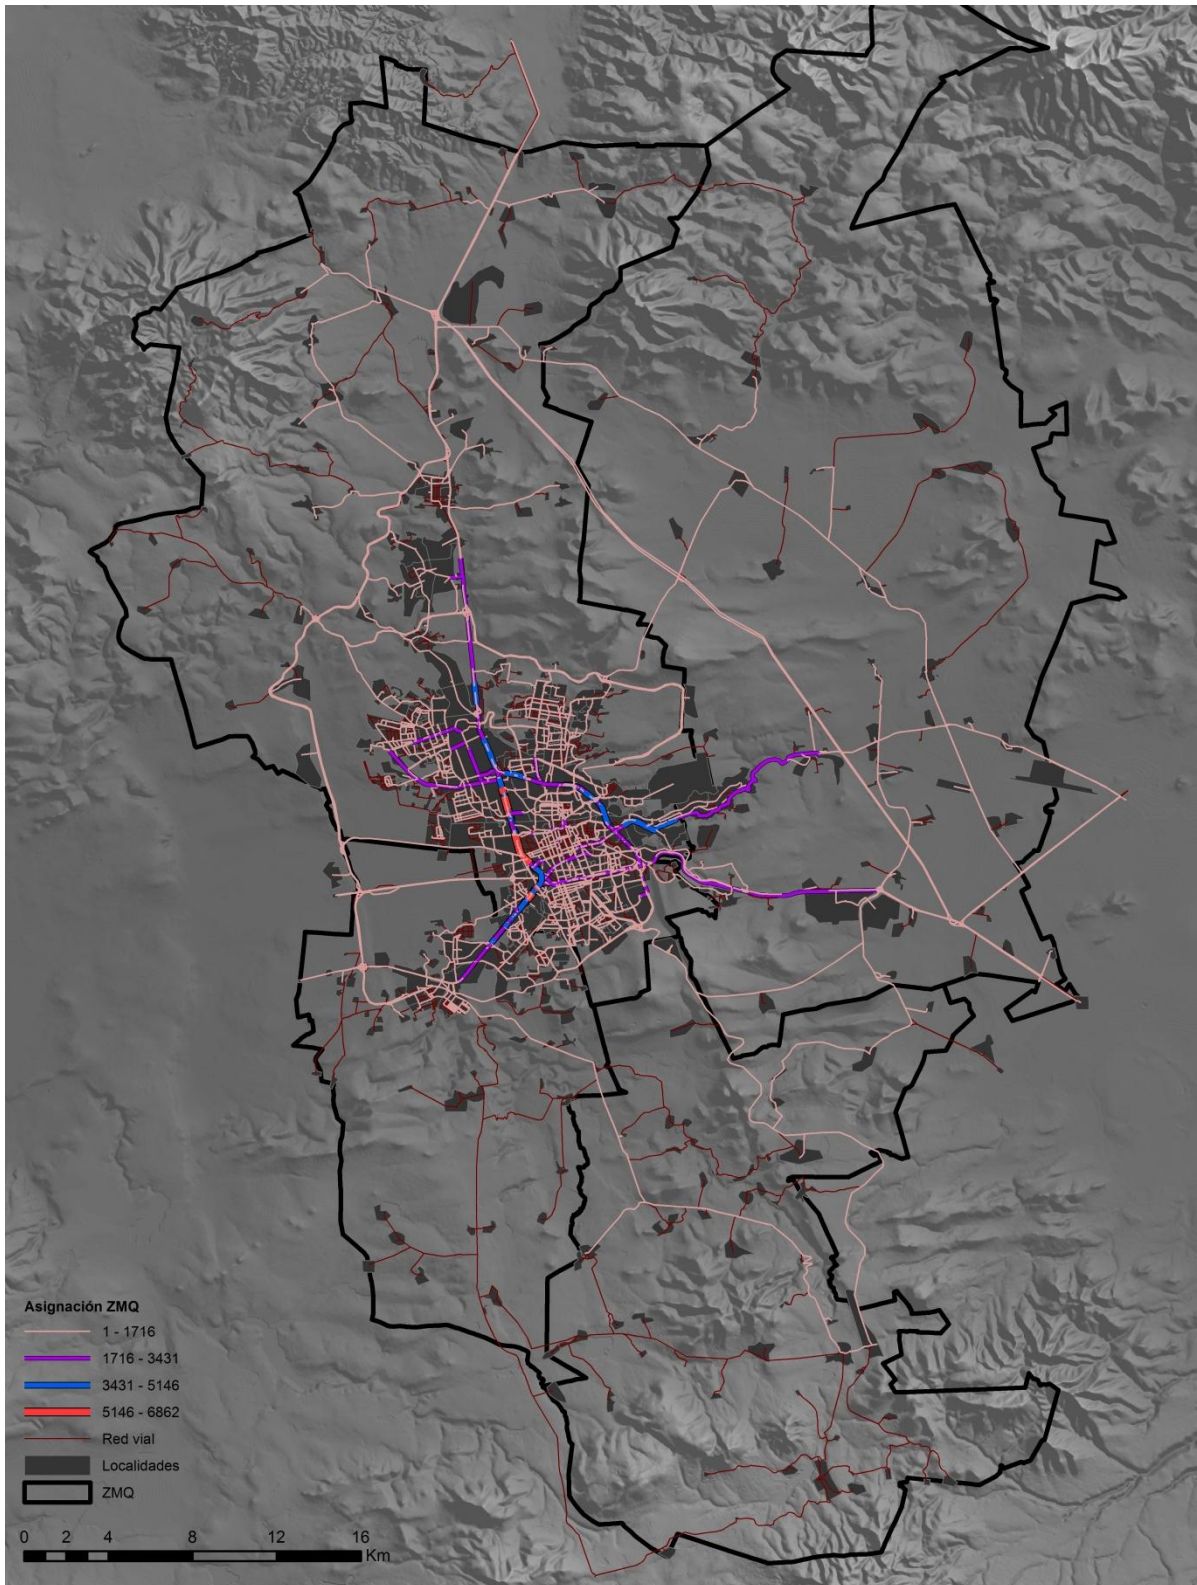 Asignación ZMQ
1 - 1716
1716 - 3431
3431 - 5146
5146 - 6862
Red vial
Localidades
ZMQ
0 2 4 8 12 16
Km